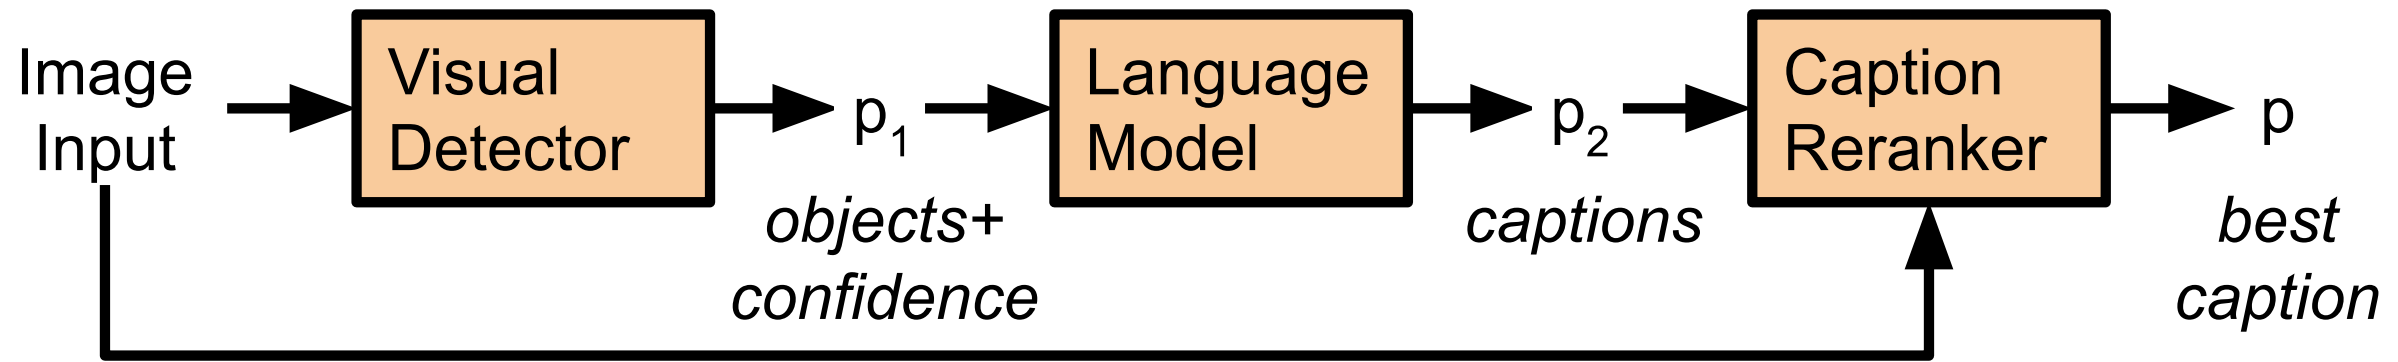 Image
Input
Visual
Detector
p1
objects+
confidence
Language
Model
p2
captions
Caption
Reranker
p
best
caption